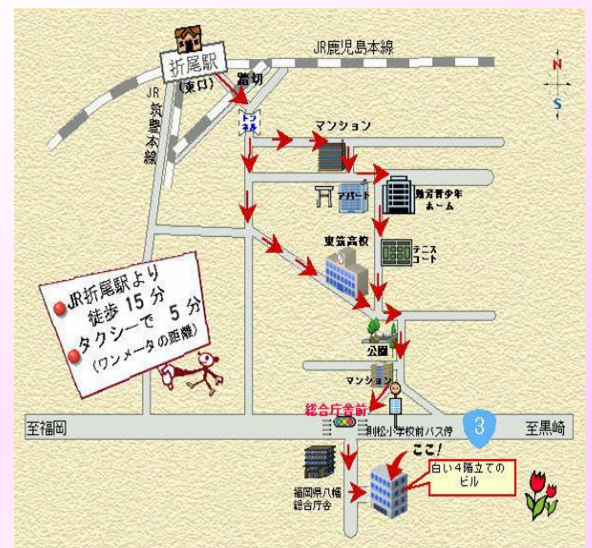 JR鹿児島本線
折尾駅
(東口)
踏切
N
S
JR
筑豊本線
トン
ネル
マンション
アパート
勤労青少年
ホーム
東筑高校
テニス
コート
JR折尾駅より
徒歩 15 分
タクシーで 5 分
(ワンメータの距離)
公園
マンション
総合庁舎前
至福岡
則松小学校前バス停
3
至黒崎
ここ!
白い4階立ての
ビル
福岡県八幡
総合庁舎